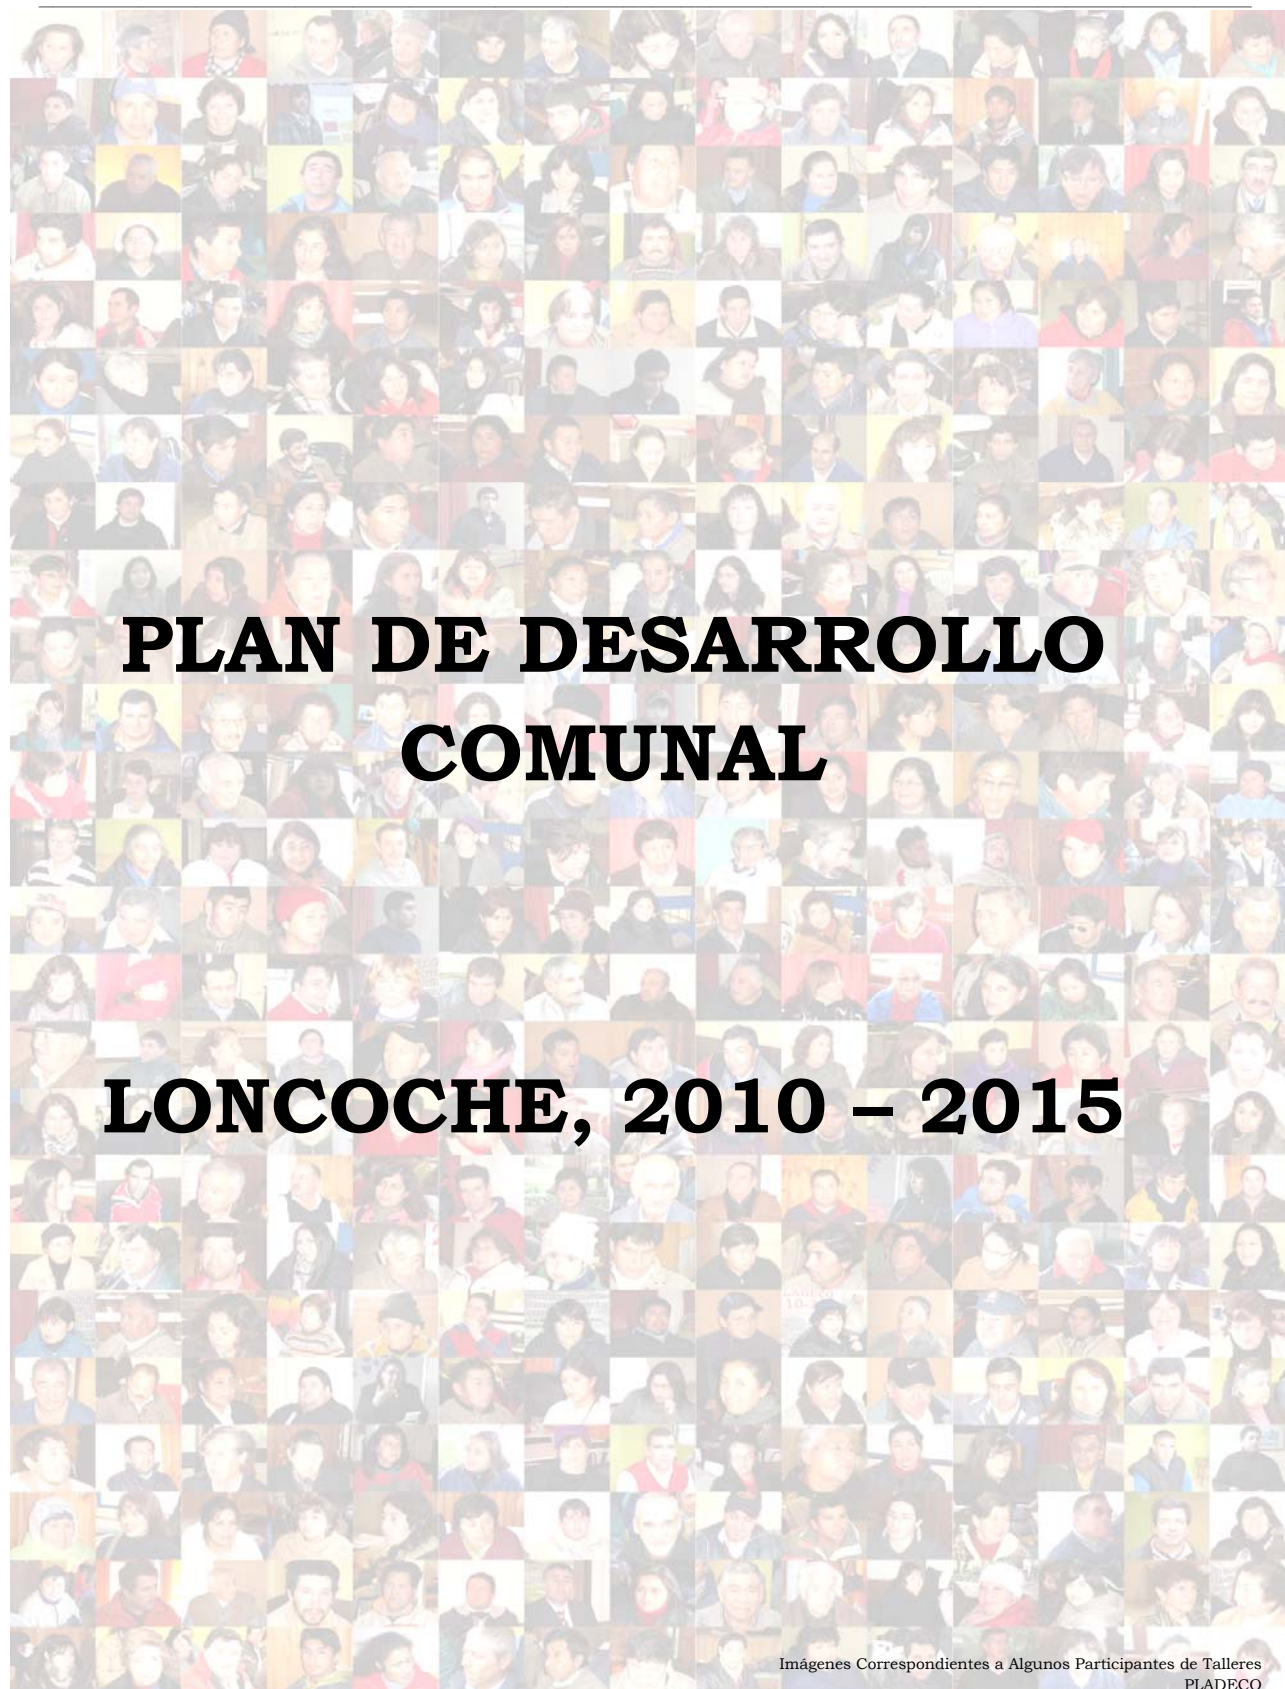 PLAN DE DESARROLLO
COMUNAL
LONCOCHE, 2010 – 2015
Imágenes Correspondientes a Algunos Participantes de Talleres
PLADECO